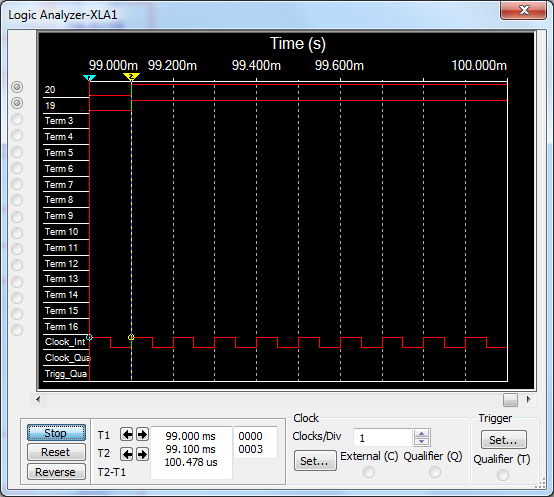 Logic Analyzer-XLA1
Time (s)
99.000m 99.200m 99.400m 99.600m 100.000m
1 2
20
19
Term 3
Term 4
Term 5
Term 6
Term 7
Term 8
Term 9
Term 10
Term 11
Term 12
Term 13
Term 14
Term 15
Term 16
Clock_Int
Clock_Qua
Trigg_Qua
Stop
Reset
Reverse
T1 99.000 ms 0000
T2 99.100 ms 0003
T2-T1 100.478 us
Clock
Clocks/Div 1
Set... External (C) Qualifier (Q)
Trigger
Set...
Qualifier (T)